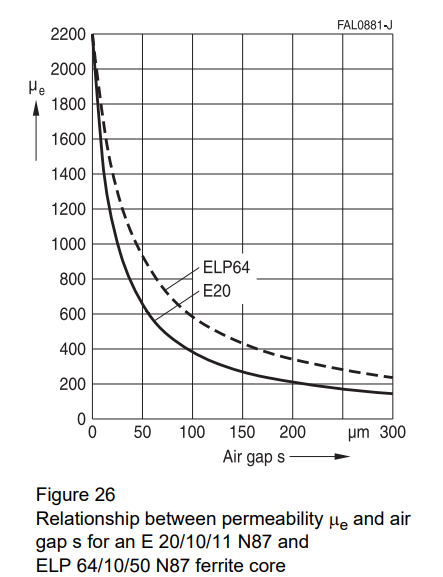 FAL0881-J
2200
2000
μe
1800
1600
1400
1200
1000
800
600
400
200
0
ELP64
E20
0 50 100 150 200 μm 300
Air gap s
Figure 26
Relationship between permeability μe and air
gap s for an E 20/10/11 N87 and
ELP 64/10/50 N87 ferrite core